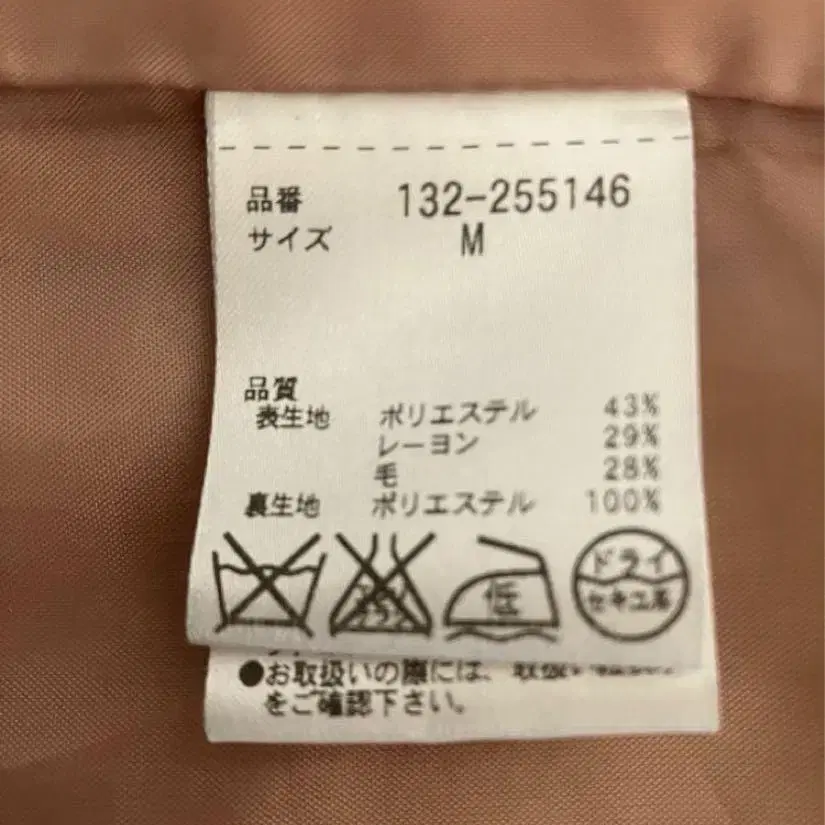 品番 132-255146
サイズ M
品質
表生地 ポリエステル 43%
レーヨン 29%
毛 28%
裏生地 ポリエステル 100%
低
ドライ
セキユ系
●お取扱いの際には、取扱
をご確認下さい。